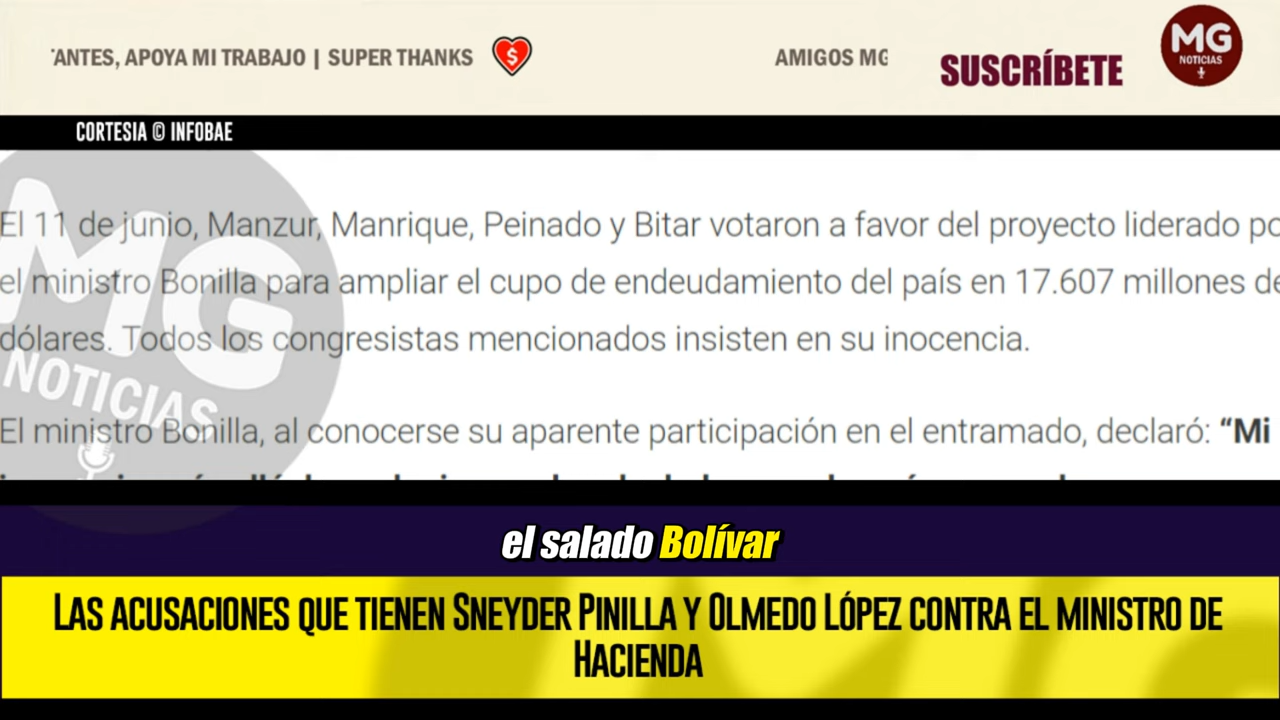 'ANTES, APOYA MI TRABAJO | SUPER THANKS
AMIGOS MG
SUSCRÍBETE
MG
NOTICIAS
CORTESIA © INFOBAE
El 11 de junio, Manzur, Manrique, Peinado y Bitar votaron a favor del proyecto liderado po
el ministro Bonilla para ampliar el cupo de endeudamiento del país en 17.607 millones de
dólares. Todos los congresistas mencionados insisten en su inocencia.
El ministro Bonilla, al conocerse su aparente participación en el entramado, declaró: “Mi
MG
NOTICIAS
el salado Bolívar
LAS ACUSACIONES QUE TIENEN SNEYDER PINILLA Y OLMEDO LÓPEZ CONTRA EL MINISTRO DE
HACIENDA